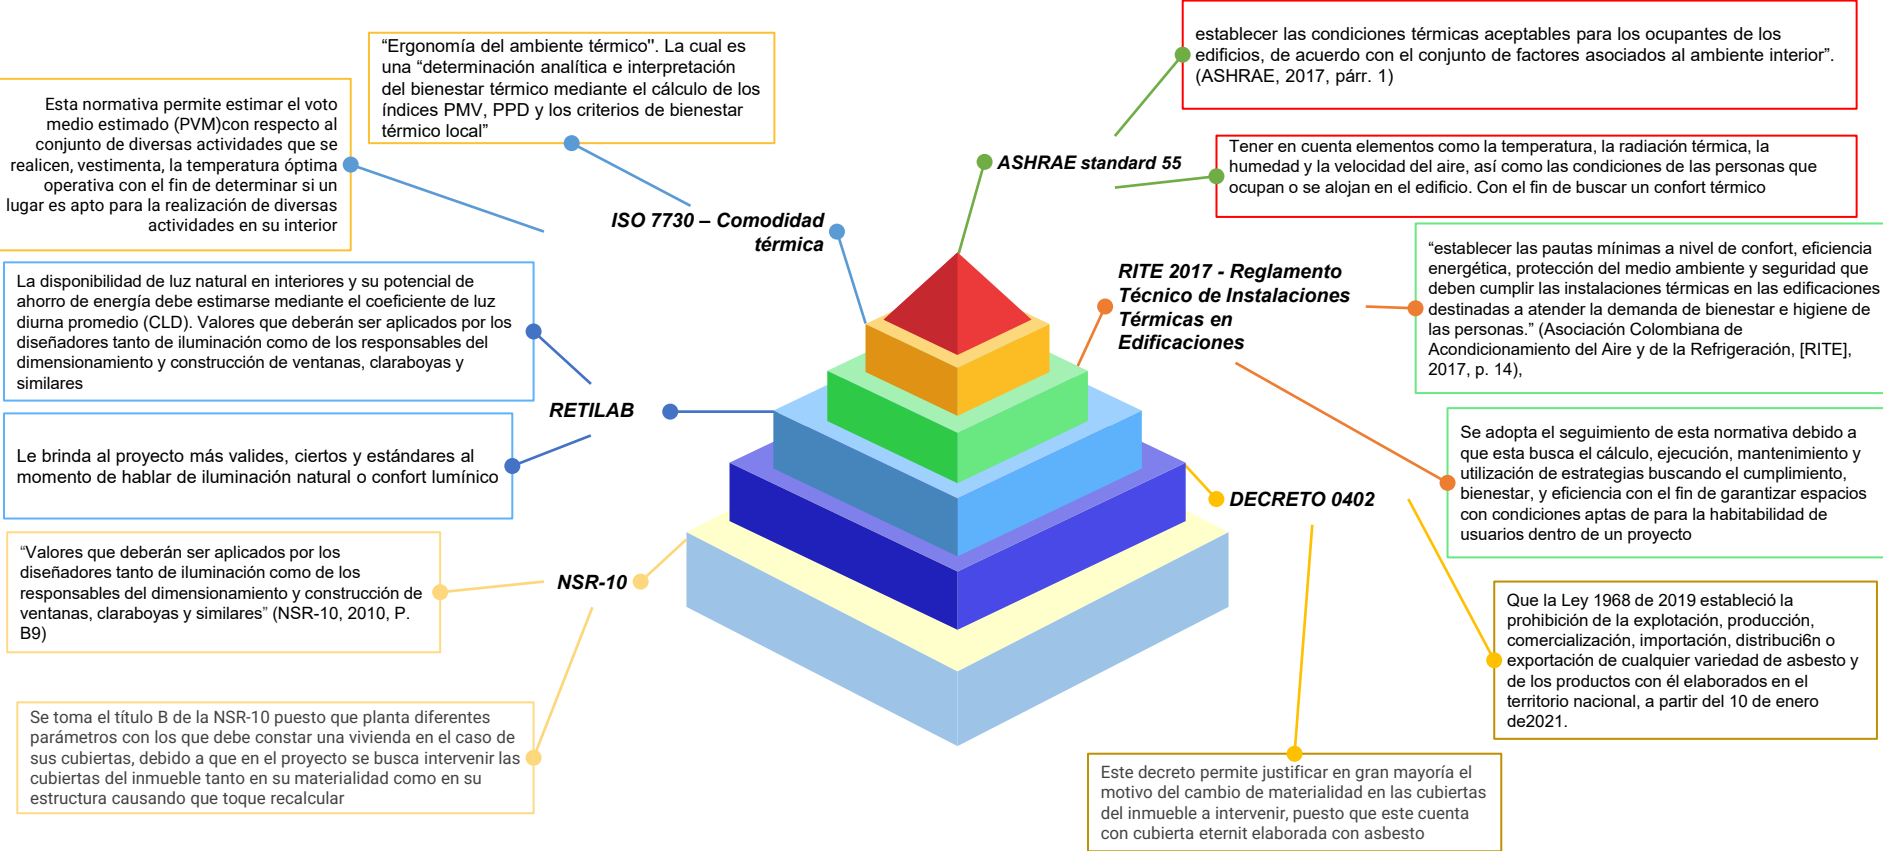 “Ergonomía del ambiente térmico". La cual es
una “determinación analítica e interpretación
del bienestar térmico mediante el cálculo de los
índices PMV, PPD y los criterios de bienestar
térmico local”
Esta normativa permite estimar el voto
medio estimado (PVM)con respecto al
conjunto de diversas actividades que se
realicen, vestimenta, la temperatura óptima
operativa con el fin de determinar si un
lugar es apto para la realización de diversas
actividades en su interior
ISO 7730 – Comodidad
térmica
La disponibilidad de luz natural en interiores y su potencial de
ahorro de energía debe estimarse mediante el coeficiente de luz
diurna promedio (CLD). Valores que deberán ser aplicados por los
diseñadores tanto de iluminación como de los responsables del
dimensionamiento y construcción de ventanas, claraboyas y
similares
RETILAB
Le brinda al proyecto más valides, ciertos y estándares al
momento de hablar de iluminación natural o confort lumínico
“Valores que deberán ser aplicados por los
diseñadores tanto de iluminación como de los
responsables del dimensionamiento y construcción de
ventanas, claraboyas y similares” (NSR-10, 2010, P.
B9)
NSR-10
Se toma el título B de la NSR-10 puesto que planta diferentes
parámetros con los que debe constar una vivienda en el caso de
sus cubiertas, debido a que en el proyecto se busca intervenir las
cubiertas del inmueble tanto en su materialidad como en su
estructura causando que toque recalcular
establecer las condiciones térmicas aceptables para los ocupantes de los
edificios, de acuerdo con el conjunto de factores asociados al ambiente interior”.
(ASHRAE, 2017, párr. 1)
ASHRAE standard 55
Tener en cuenta elementos como la temperatura, la radiación térmica, la
humedad y la velocidad del aire, así como las condiciones de las personas que
ocupan o se alojan en el edificio. Con el fin de buscar un confort térmico
RITE 2017 - Reglamento
Técnico de Instalaciones
Térmicas en
Edificaciones
“establecer las pautas mínimas a nivel de confort, eficiencia
energética, protección del medio ambiente y seguridad que
deben cumplir las instalaciones térmicas en las edificaciones
destinadas a atender la demanda de bienestar e higiene de
las personas.” (Asociación Colombiana de
Acondicionamiento del Aire y de la Refrigeración, [RITE],
2017, p. 14),
Se adopta el seguimiento de esta normativa debido a
que esta busca el cálculo, ejecución, mantenimiento y
utilización de estrategias buscando el cumplimiento,
bienestar, y eficiencia con el fin de garantizar espacios
con condiciones aptas de para la habitabilidad de
usuarios dentro de un proyecto
DECRETO 0402
Que la Ley 1968 de 2019 estableció la
prohibición de la explotación, producción,
comercialización, importación, distribuci6n o
exportación de cualquier variedad de asbesto y
de los productos con él elaborados en el
territorio nacional, a partir del 10 de enero
de2021.
Este decreto permite justificar en gran mayoría el
motivo del cambio de materialidad en las cubiertas
del inmueble a intervenir, puesto que este cuenta
con cubierta eternit elaborada con asbesto